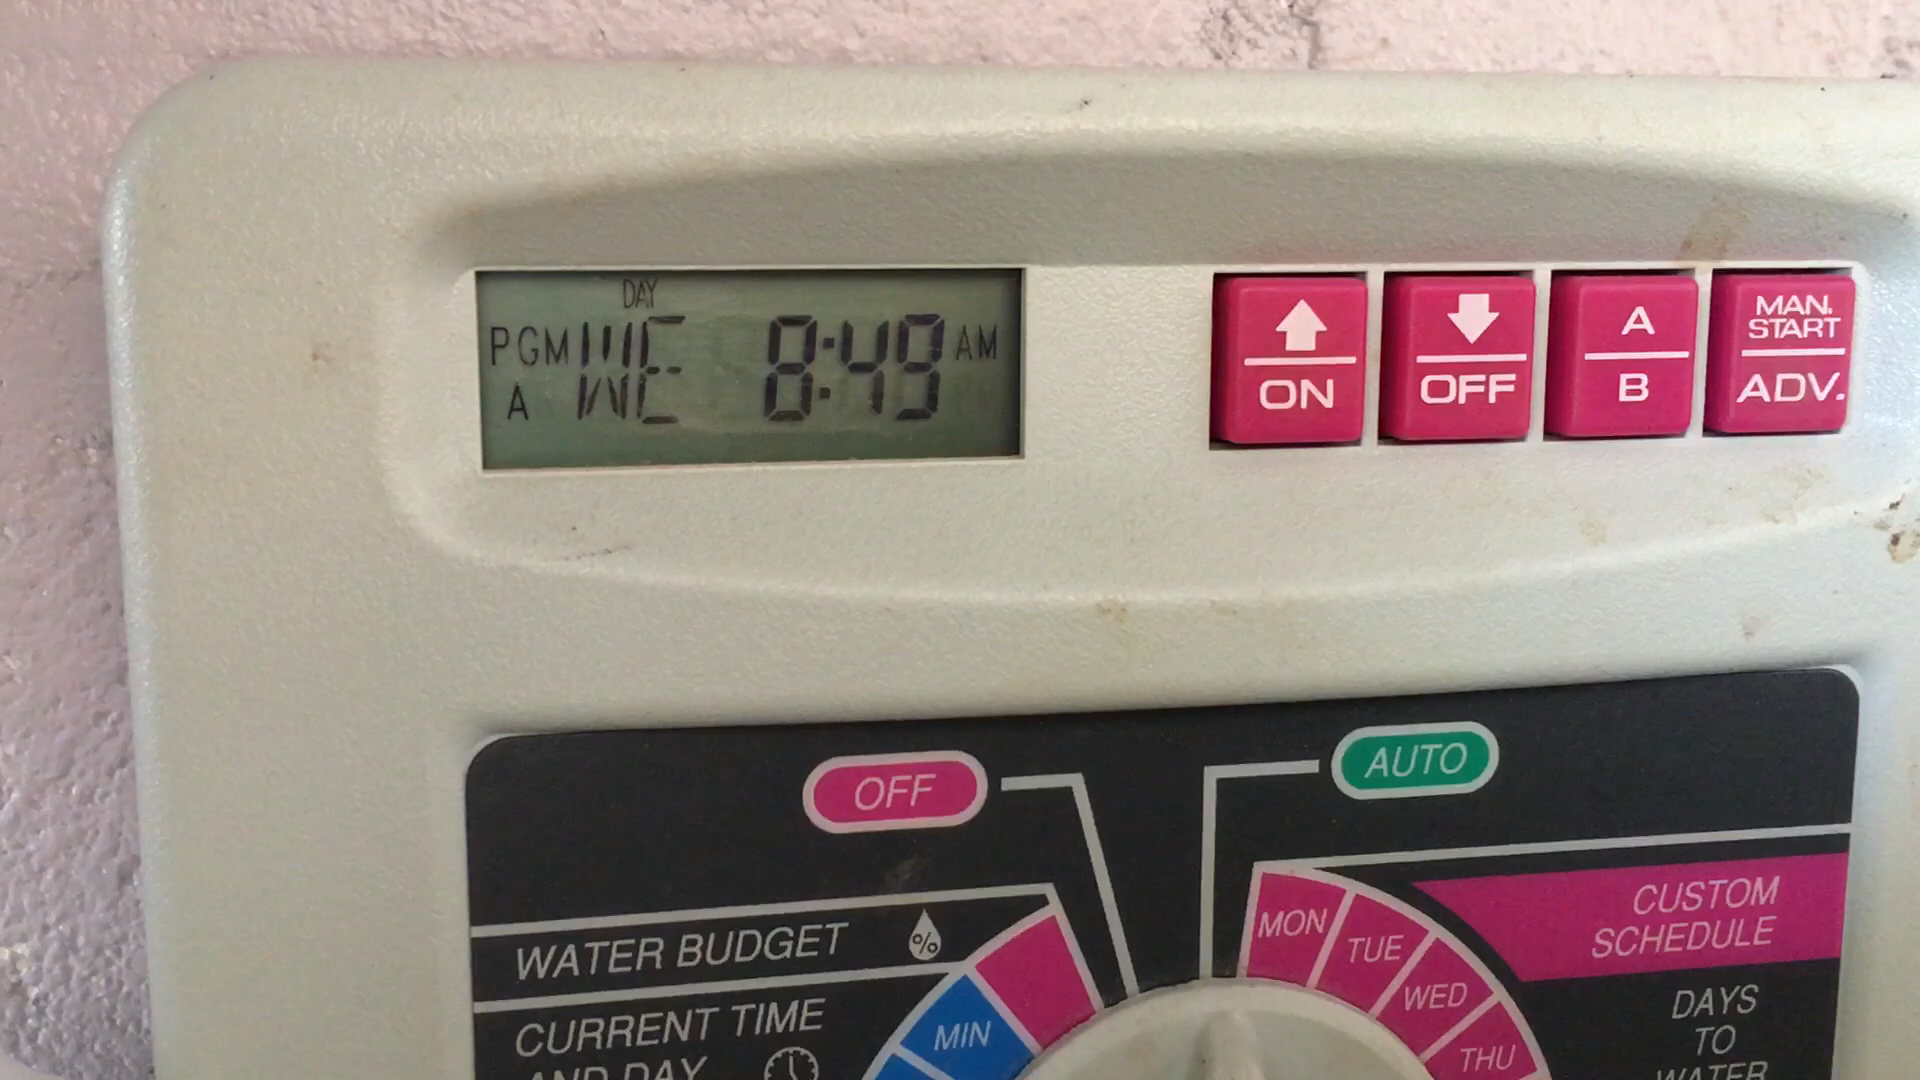 DAY
PGM WE 8:49 AM
A
ON
OFF
A
B
MAN.
START
ADV.
OFF
AUTO
WATER BUDGET %
CURRENT TIME
AND DAY
MIN
MON
TUE
WED
THU
CUSTOM
SCHEDULE
DAYS
TO
WATER